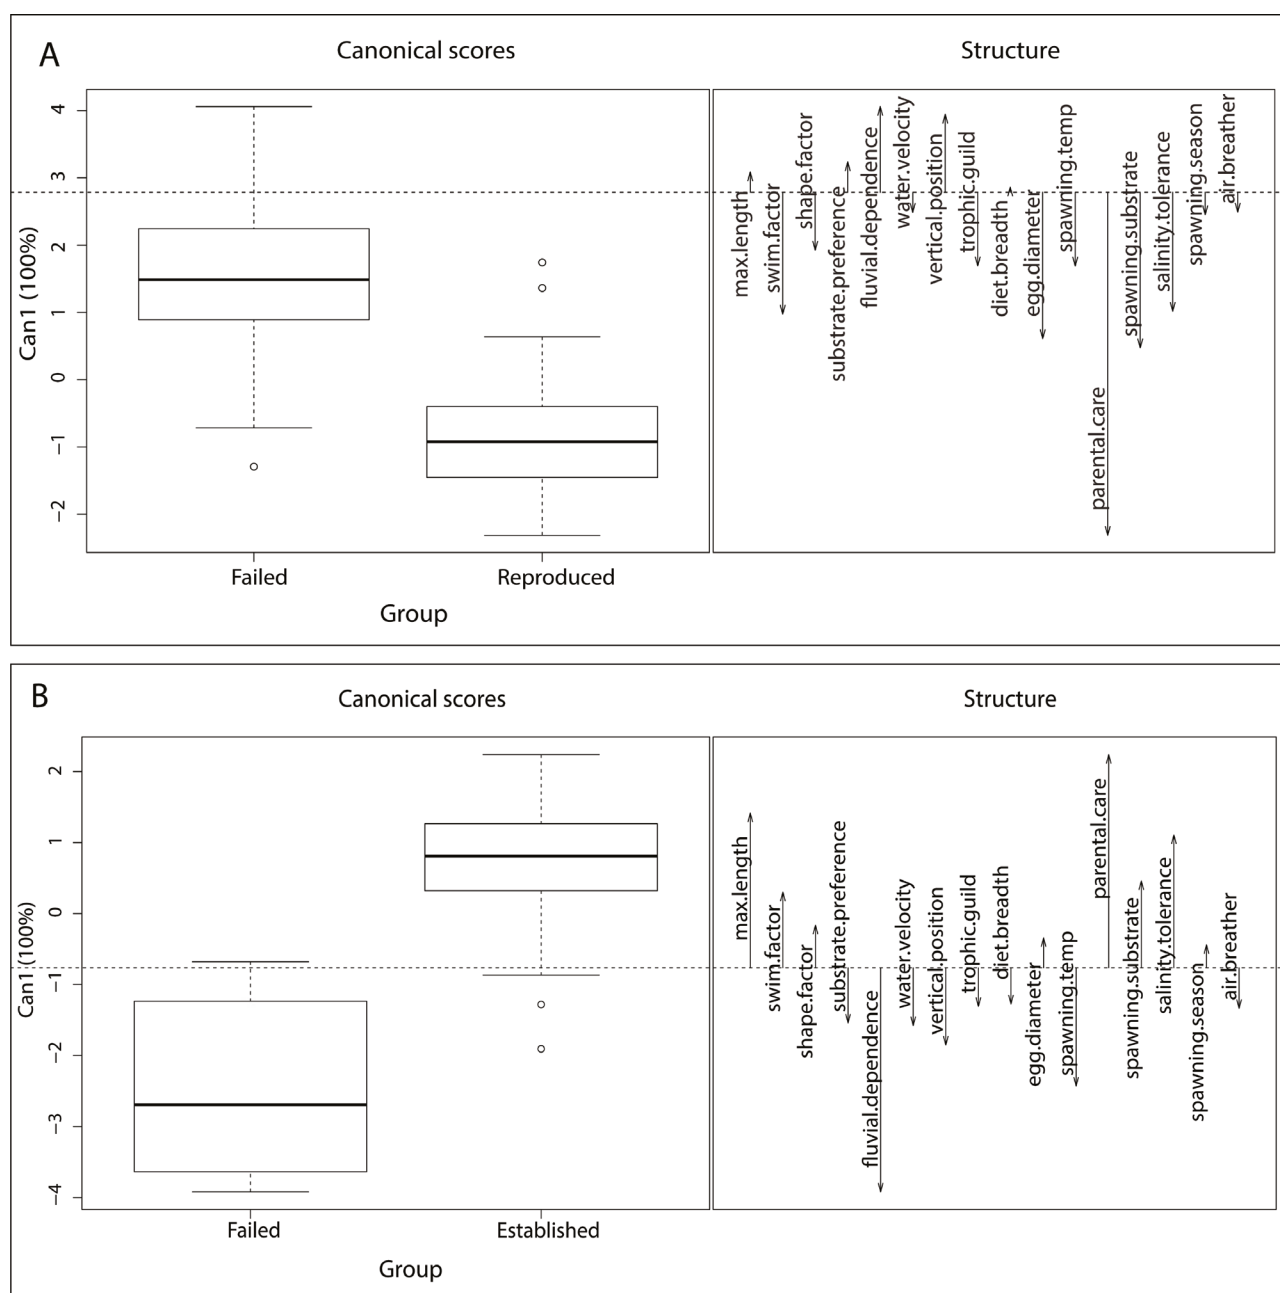 A
Canonical scores
Structure
Can1 (100%)
4
3
2
1
0
−1
−2
max.length
swim.factor
shape.factor
substrate.preference
fluvial.dependence
water.velocity
vertical.position
trophic.guild
diet.breadth
egg.diameter
spawning.temp
parental.care
spawning.substrate
salinity.tolerance
spawning.season
air.breather
Failed
Reproduced
Group
B
Canonical scores
Structure
Can1 (100%)
2
1
0
−1
−2
−3
−4
max.length
swim.factor
shape.factor
substrate.preference
fluvial.dependence
water.velocity
vertical.position
trophic.guild
diet.breadth
egg.diameter
spawning.temp
parental.care
spawning.substrate
salinity.tolerance
spawning.season
air.breather
Failed
Established
Group